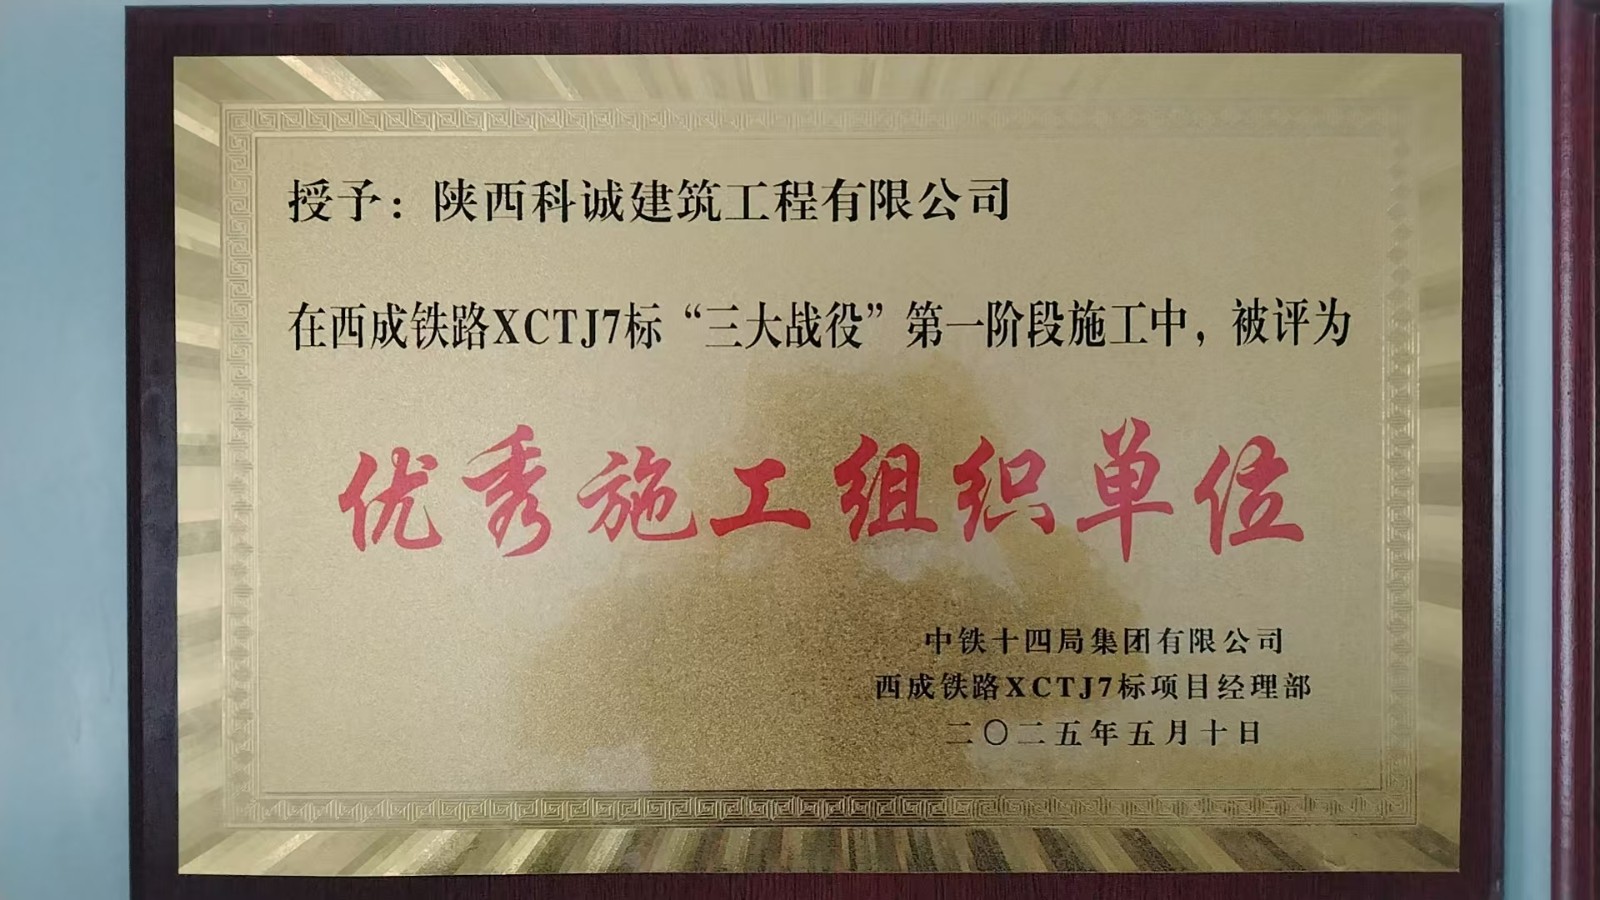 授予：陕西科诚建筑工程有限公司
在西成铁路XCTJ7标“三大战役”第一阶段施工中，被评为
优秀施工组织单位
中铁十四局集团有限公司
西成铁路XCTJ7标项目经理部
二〇二五年五月十日